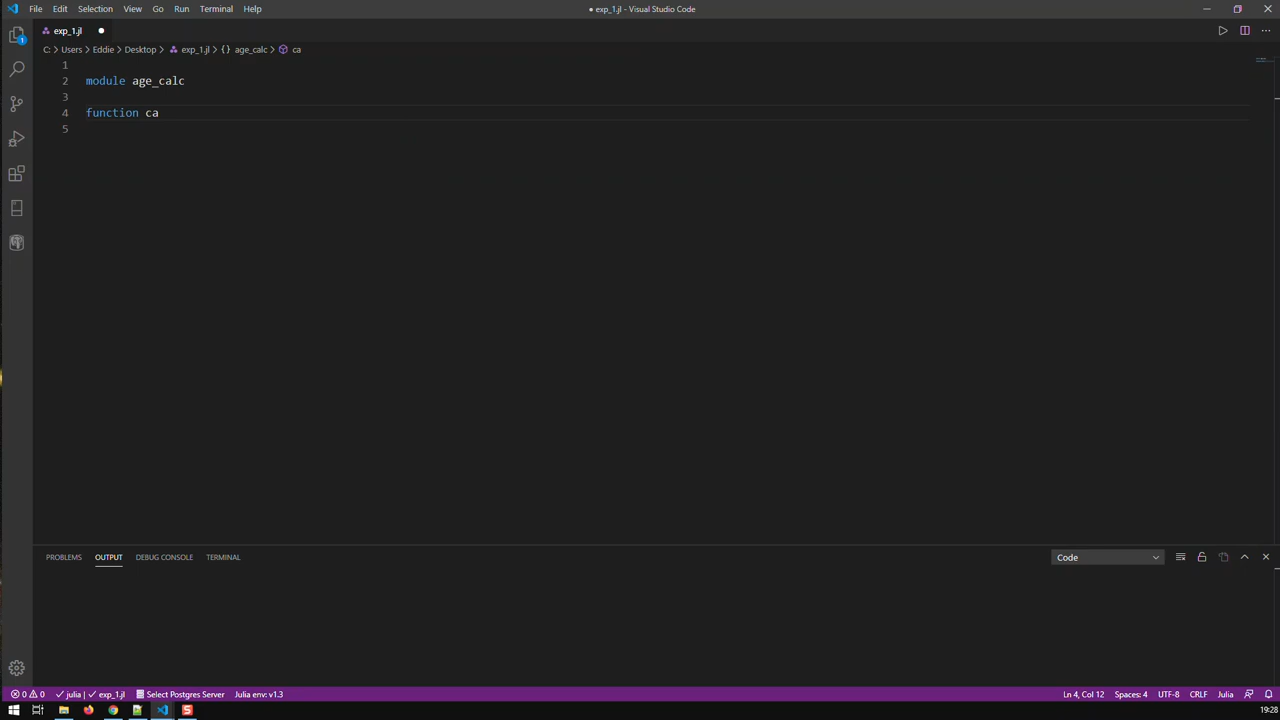 File Edit Selection View Go Run Terminal Help
● exp_1.jl - Visual Studio Code
exp_1.jl
C: > Users > Eddie > Desktop > exp_1.jl > {} age_calc > ca
1
2 module age_calc
3
4 function ca
5
PROBLEMS OUTPUT DEBUG CONSOLE TERMINAL
Code
0 0 julia | exp_1.jl Select Postgres Server Julia env: v1.3 Ln 4, Col 12 Spaces: 4 UTF-8 CRLF Julia
19:28